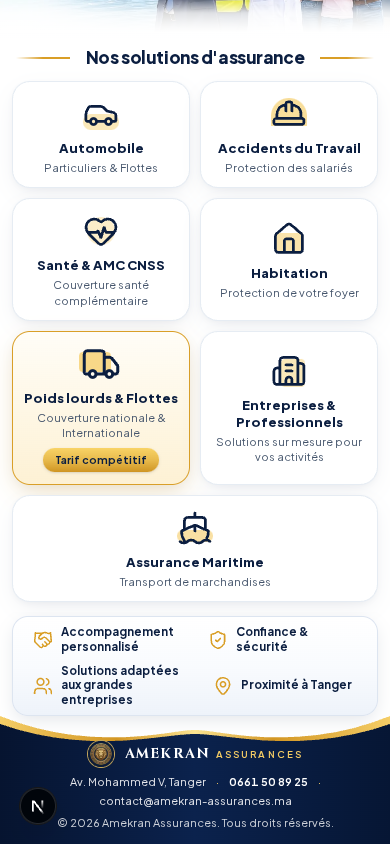 Nos solutions d'assurance
Automobile
Particuliers & Flottes
Accidents du Travail
Protection des salariés
Santé & AMC CNSS
Couverture santé
complémentaire
Habitation
Protection de votre foyer
Poids lourds & Flottes
Couverture nationale &
Internationale
Tarif compétitif
Entreprises &
Professionnels
Solutions sur mesure pour
vos activités
Assurance Maritime
Transport de marchandises
Accompagnement
personnalisé
Confiance &
sécurité
Solutions adaptées
aux grandes
entreprises
Proximité à Tanger
AMEKRAN ASSURANCES
Av. Mohammed V, Tanger · 0661 50 89 25 ·
contact@amekran-assurances.ma
N
© 2026 Amekran Assurances. Tous droits réservés.